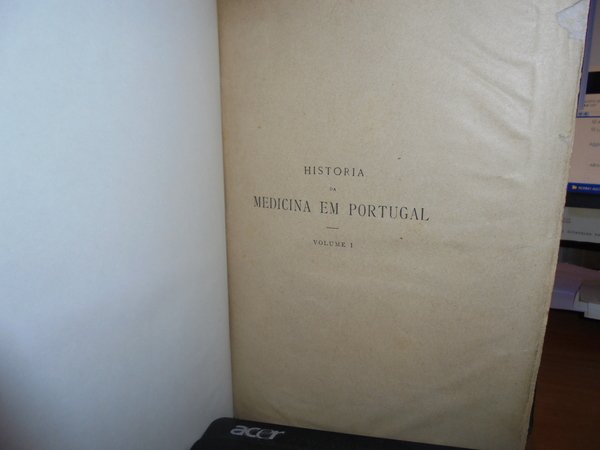 HISTORIA
DA
MEDICINA EM PORTUGAL
VOLUME I
acer